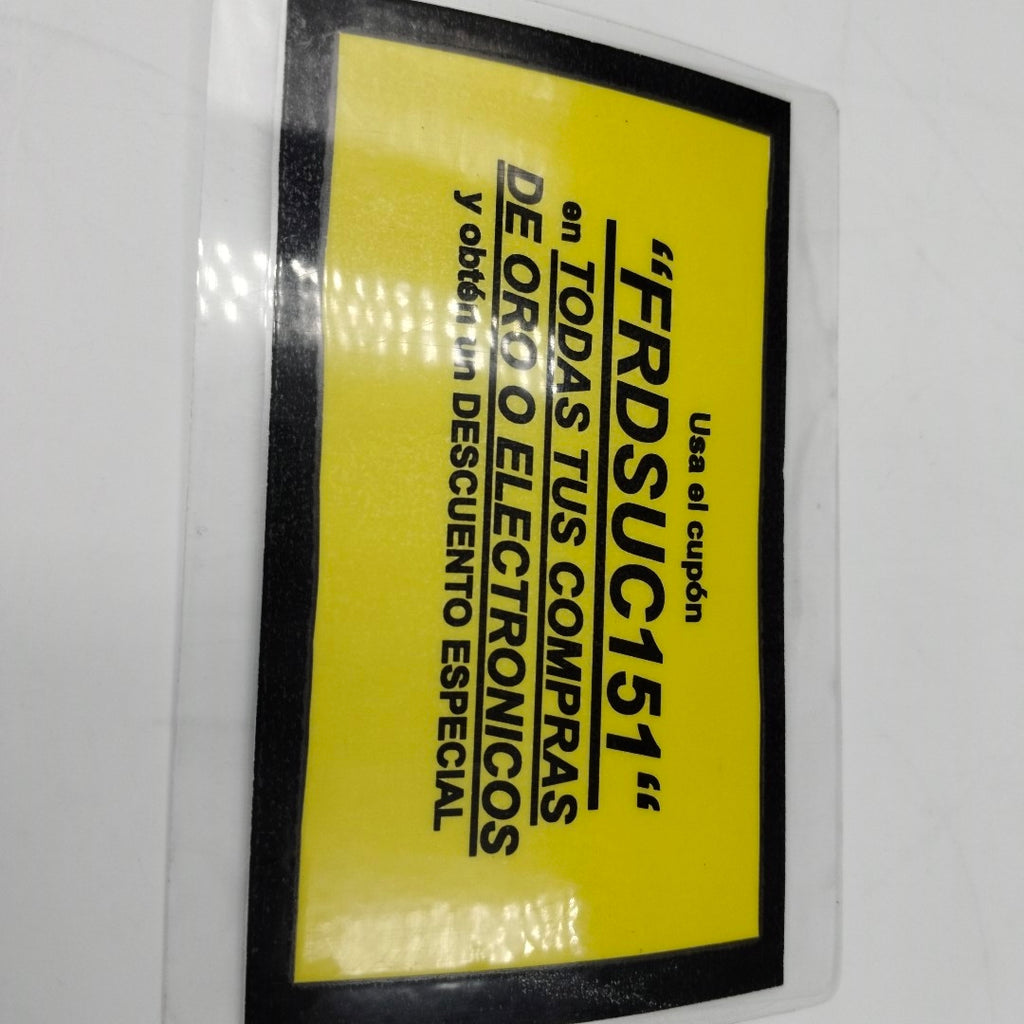 Usa el cupón
“FRDSUC151“
en TODAS TUS COMPRAS
DE ORO O ELECTRONICOS
y obtén un DESCUENTO ESPECIAL